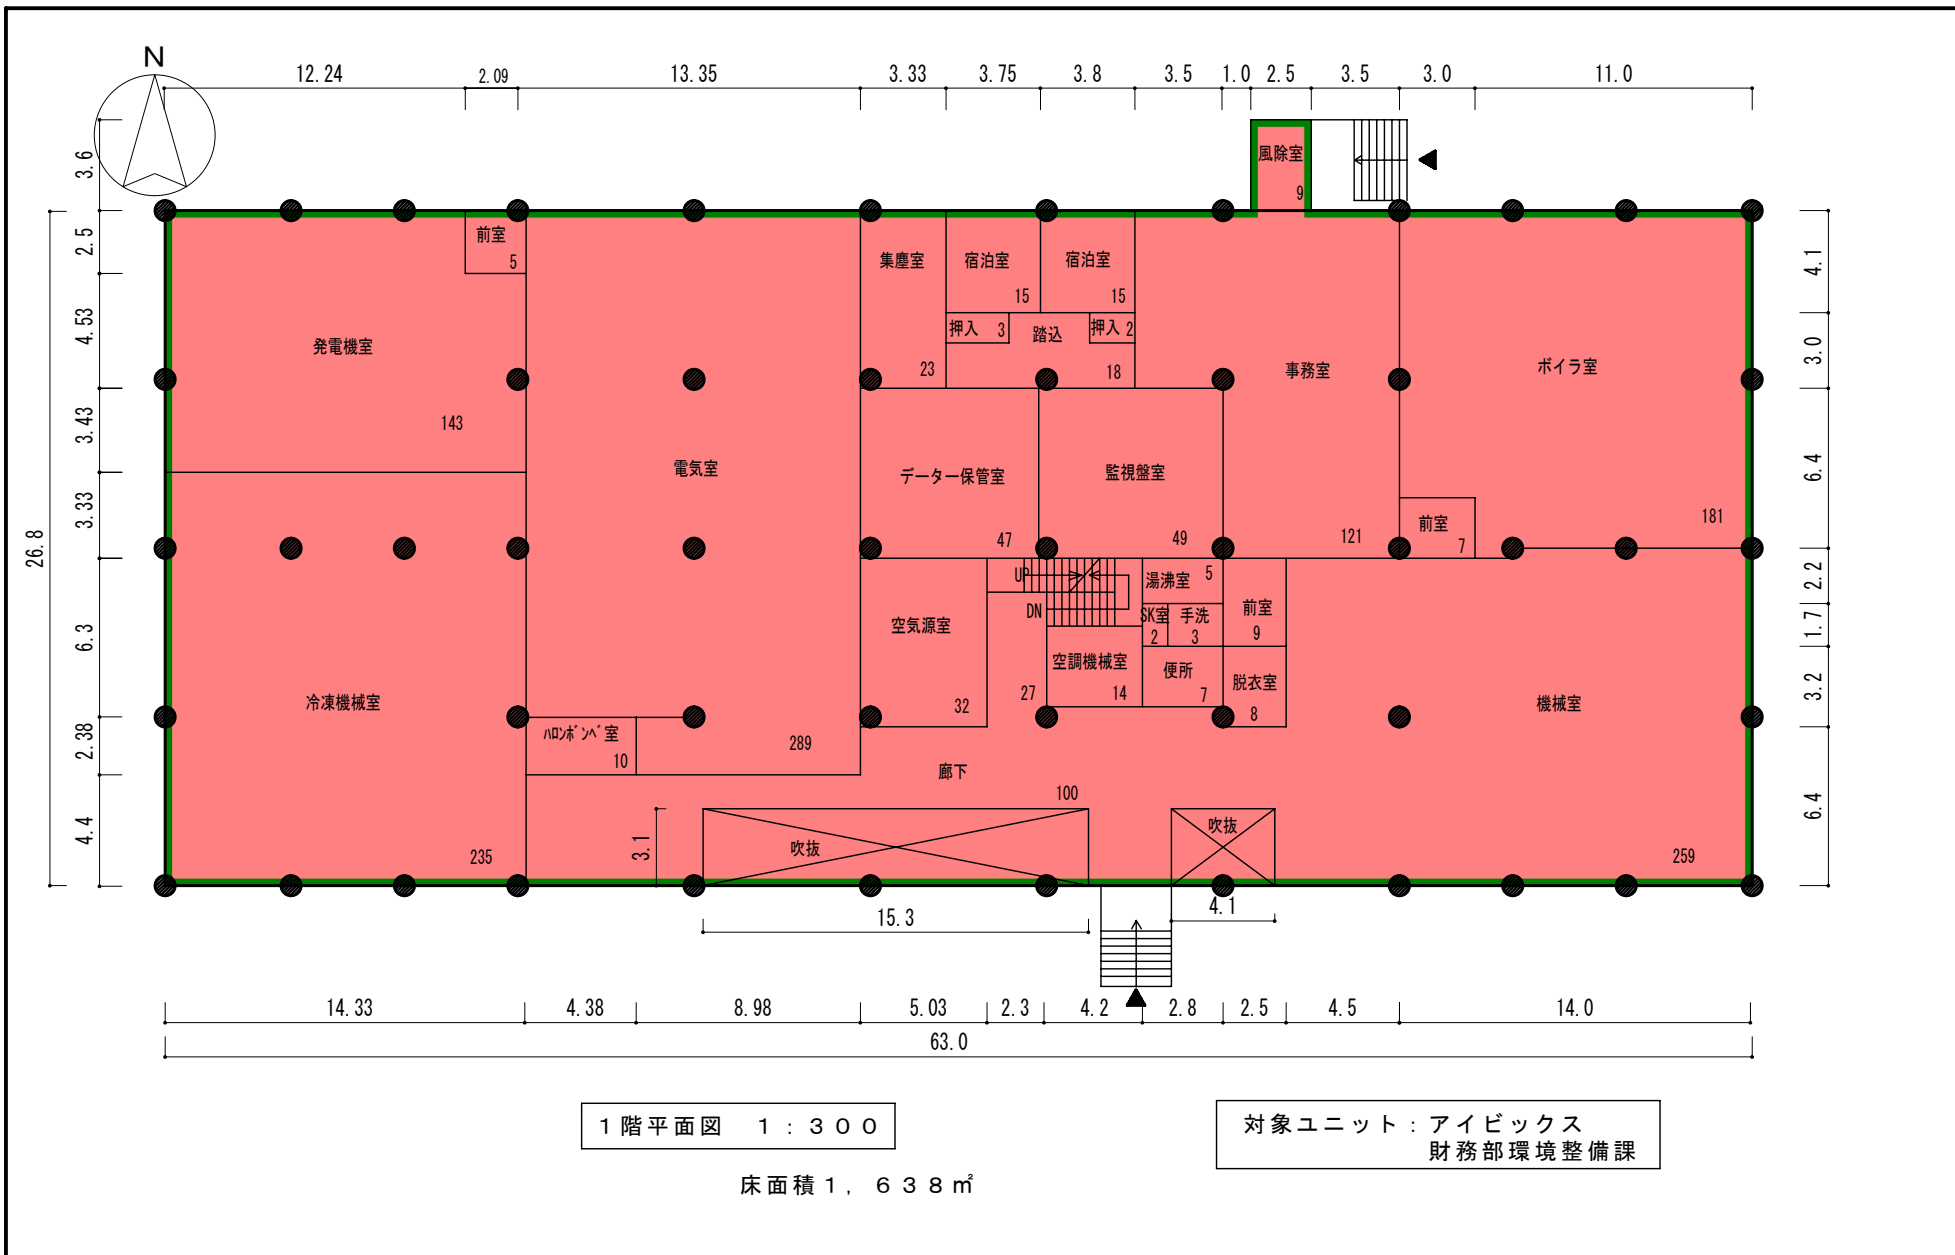 N
12.24 2.09 13.35 3.33 3.75 3.8 3.5 1.0 2.5 3.5 3.0 11.0
3.6
風除室
9
26.8
2.5
4.53
3.43
3.33
6.3
2.38
4.4
4.1
3.0
6.4
2.2
1.7
3.2
6.4
前室
5
発電機室
143
電気室
289
集塵室
23
宿泊室
15
宿泊室
15
押入 3
踏込
18
押入 2
事務室
121
ボイラ室
181
データー保管室
47
監視盤室
49
前室
7
冷凍機械室
235
ハロンボンベ室
10
空気源室
32
UP
DN
27
空調機械室
14
湯沸室 5
SK室
2
手洗
3
便所
7
前室
9
脱衣室
8
機械室
259
廊下
100
3.1
吹抜
吹抜
15.3
4.1
14.33 4.38 8.98 5.03 2.3 4.2 2.8 2.5 4.5 14.0
63.0
1階平面図 1:300
床面積1,638㎡
対象ユニット:アイビックス
財務部環境整備課